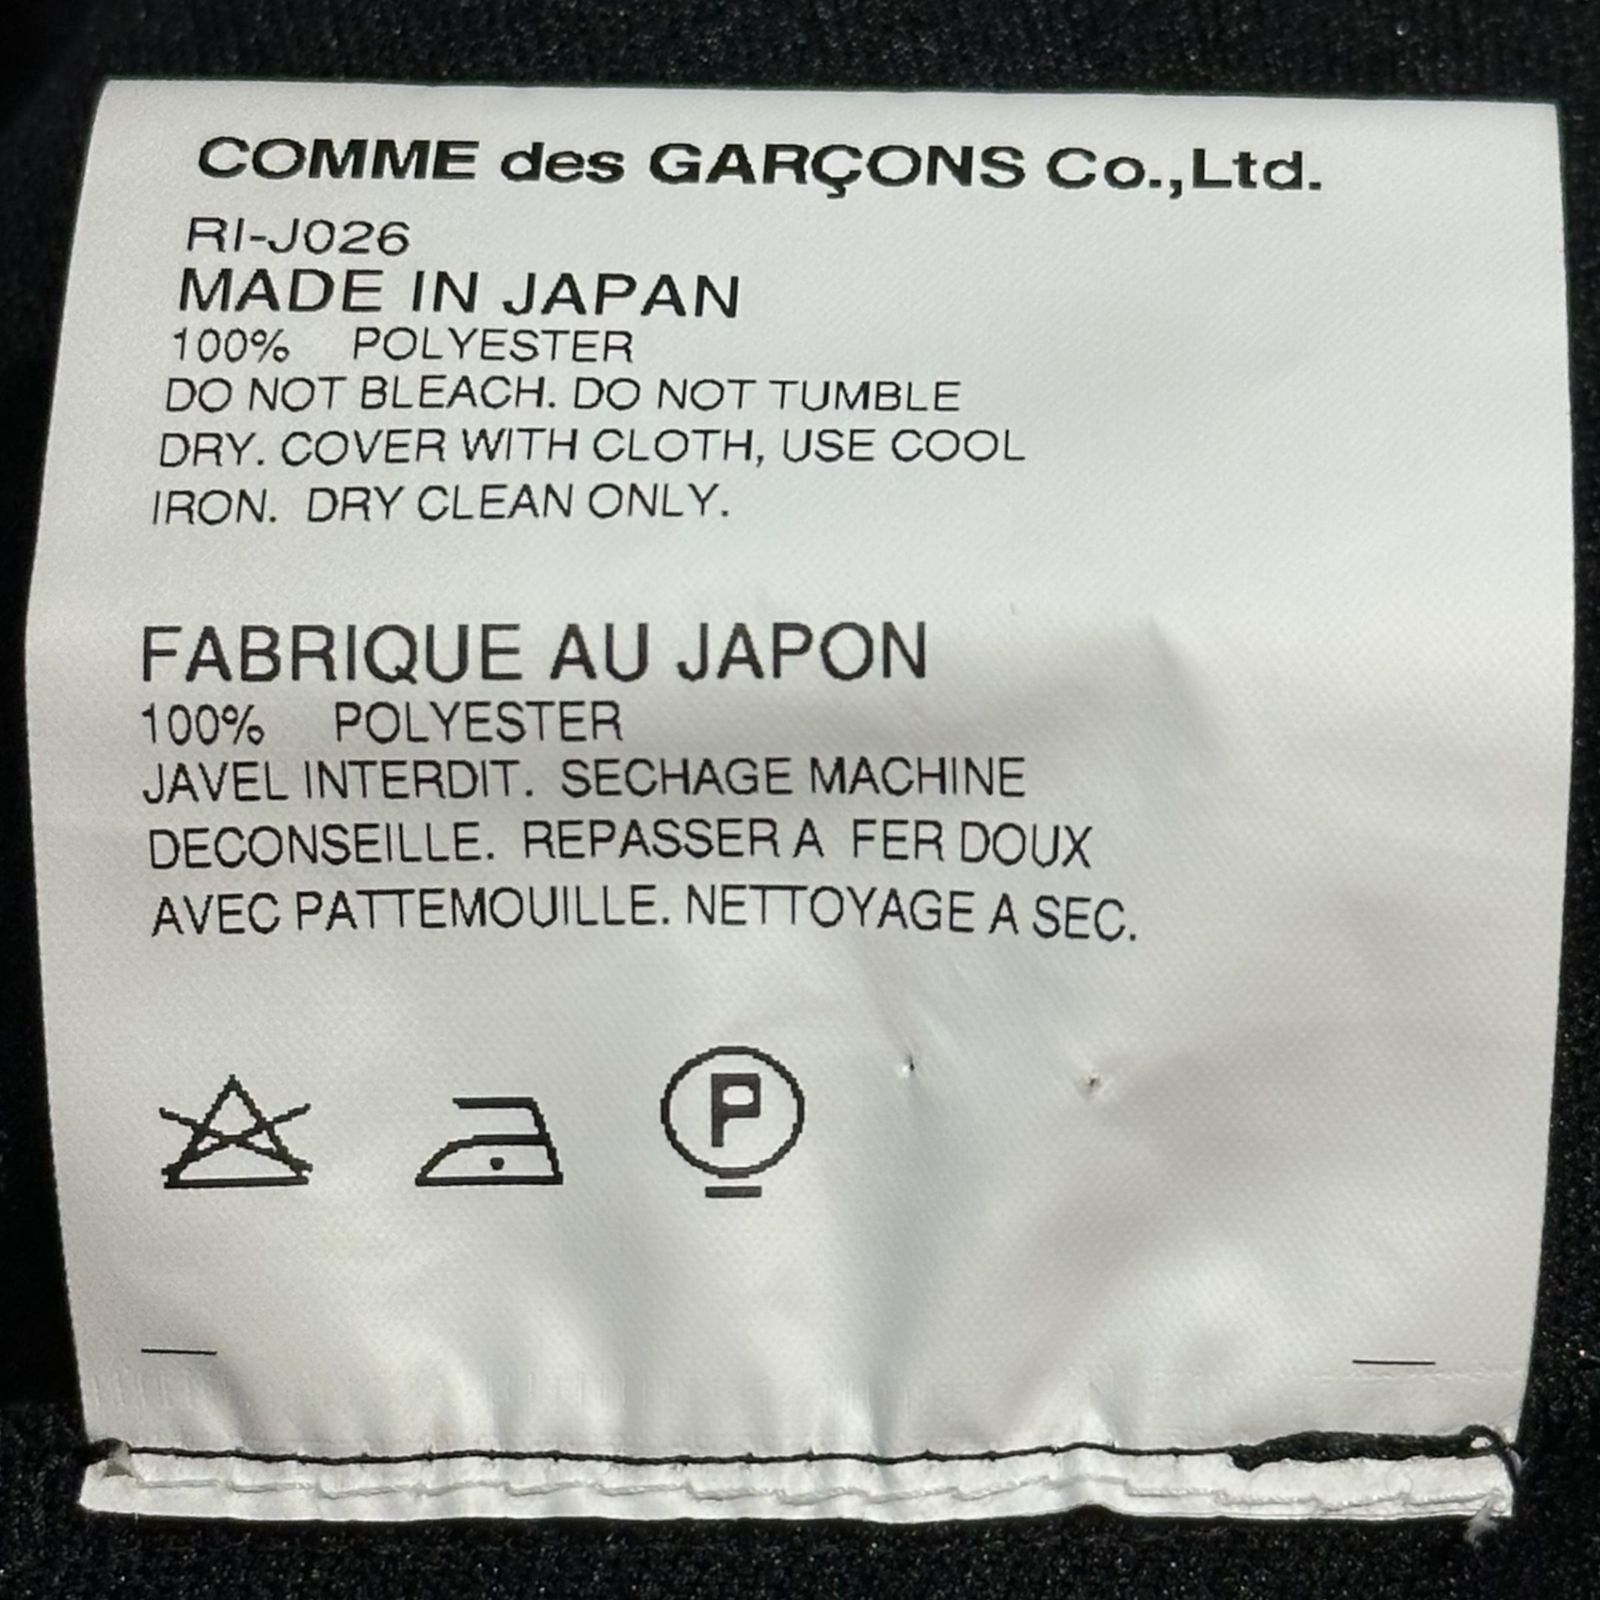 COMME des GARÇONS Co.,Ltd.
RI-J026
MADE IN JAPAN
100% POLYESTER
DO NOT BLEACH. DO NOT TUMBLE
DRY. COVER WITH CLOTH, USE COOL
IRON. DRY CLEAN ONLY.
FABRIQUE AU JAPON
100% POLYESTER
JAVEL INTERDIT. SECHAGE MACHINE
DECONSEILLE. REPASSER A FER DOUX
AVEC PATTEMOUILLE. NETTOYAGE A SEC.
P